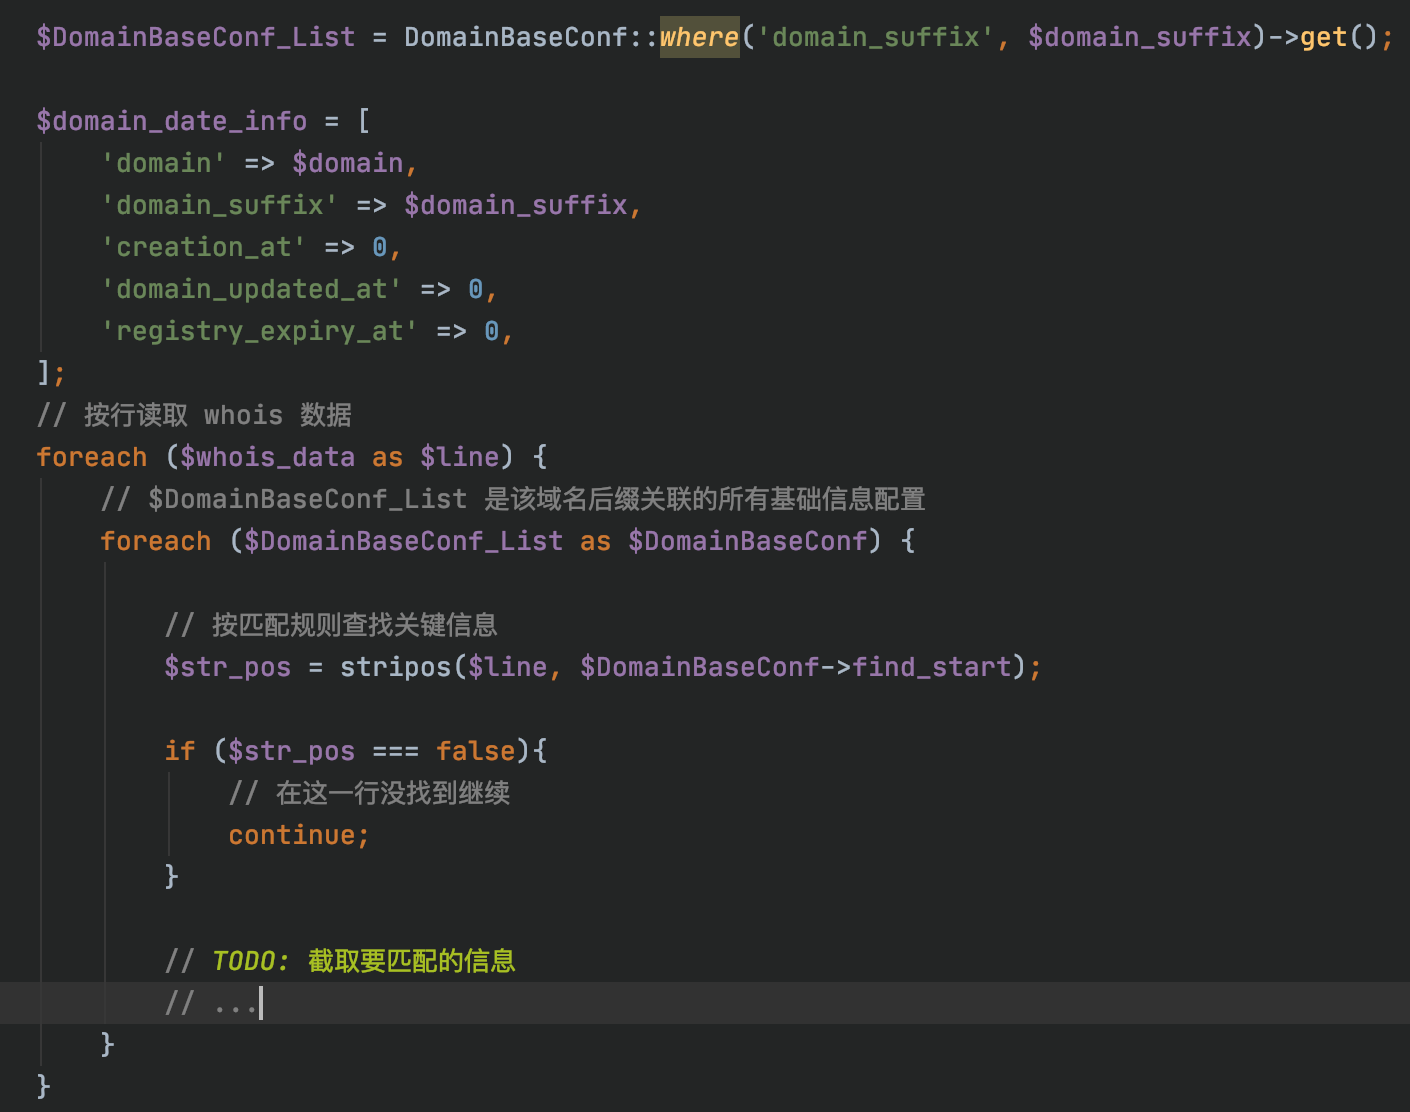 $DomainBaseConf_List = DomainBaseConf::where('domain_suffix', $domain_suffix)->get();
$domain_date_info = [
'domain' => $domain,
'domain_suffix' => $domain_suffix,
'creation_at' => 0,
'domain_updated_at' => 0,
'registry_expiry_at' => 0,
];
// 按行读取 whois 数据
foreach ($whois_data as $line) {
// $DomainBaseConf_List 是该域名后缀关联的所有基础信息配置
foreach ($DomainBaseConf_List as $DomainBaseConf) {
// 按匹配规则查找关键信息
$str_pos = stripos($line, $DomainBaseConf->find_start);
if ($str_pos === false){
// 在这一行没找到继续
continue;
}
// TODO: 截取要匹配的信息
// ...
}
}